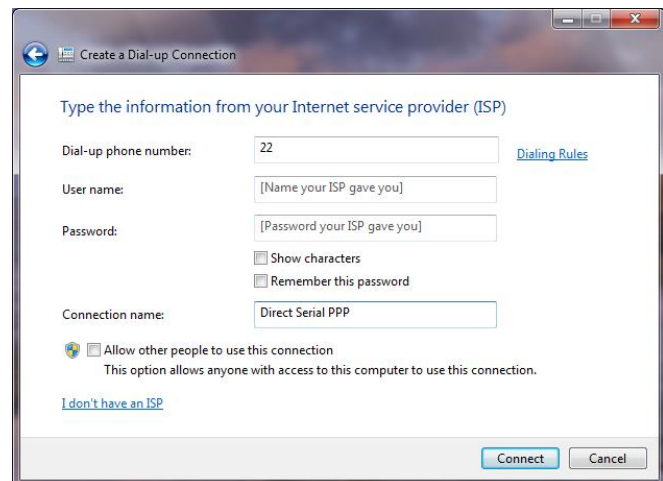 Create a Dial-up Connection
Type the information from your Internet service provider (ISP)
Dial-up phone number: 22 Dialing Rules
User name: [Name your ISP gave you]
Password: [Password your ISP gave you]
Show characters
Remember this password
Connection name: Direct Serial PPP
Allow other people to use this connection
This option allows anyone with access to this computer to use this connection.
I don't have an ISP
Connect Cancel